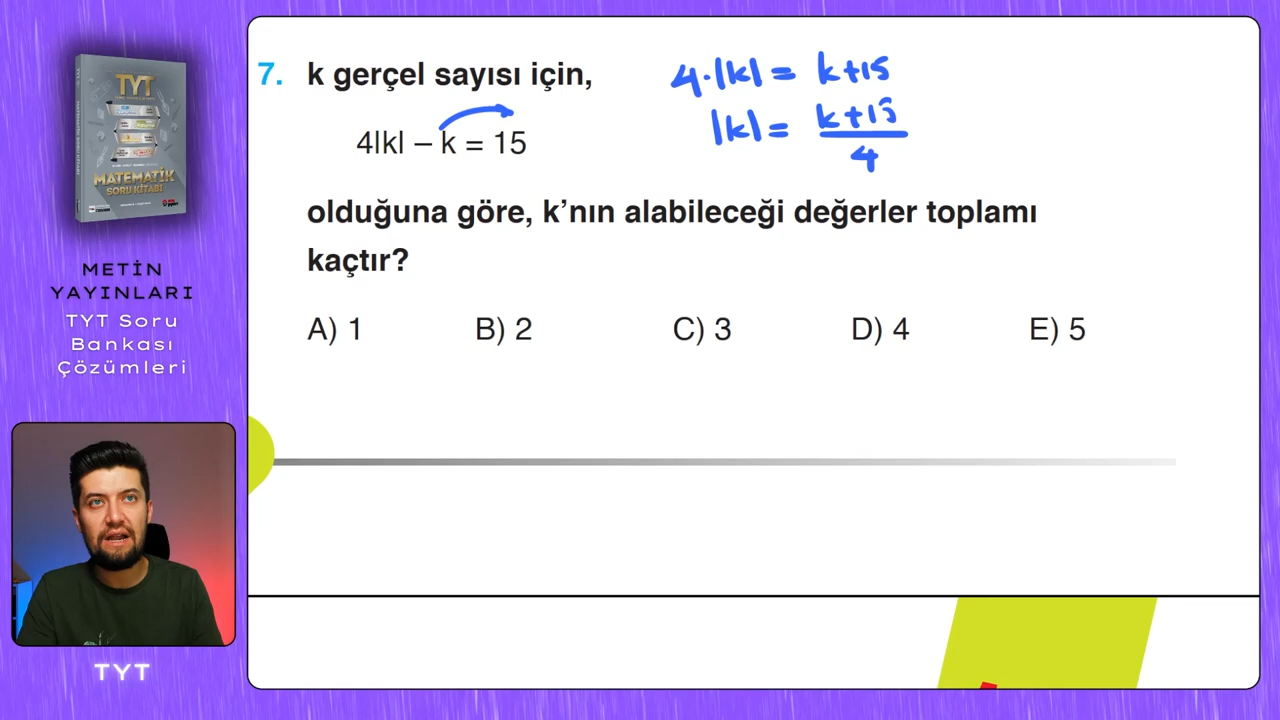 TYT
MATEMATİK
SORU KİTABI
METİN
YAYINLARI
TYT Soru
Bankası
Çözümleri
TYT
7. k gerçel sayısı için,
4|k| – k = 15
olduğuna göre, k’nın alabileceği değerler toplamı
kaçtır?
A) 1 B) 2 C) 3 D) 4 E) 5
4·|k| = k+15
|k| = k+15
4